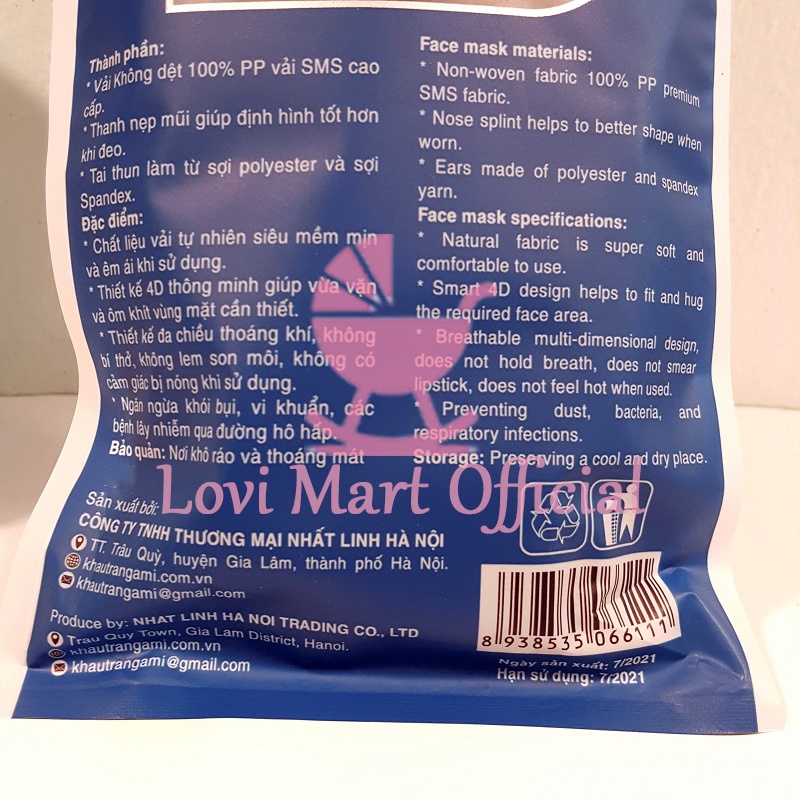 Thành phần:
* Vải Không dệt 100% PP vải SMS cao
cấp.
* Thanh nẹp mũi giúp định hình tốt hơn
khi đeo.
* Tai thun làm từ sợi polyester và sợi
Spandex.
Đặc điểm:
* Chất liệu vải tự nhiên siêu mềm mịn
và êm ái khi sử dụng.
* Thiết kế 4D thông minh giúp vừa vặn
và ôm khít vùng mặt cần thiết.
* Thiết kế đa chiều thoáng khí, không
bí thở, không lem son môi, không có
cảm giác bị nóng khi sử dụng.
* Ngăn ngừa khói bụi, vi khuẩn, các
bệnh lây nhiễm qua đường hô hấp.
Bảo quản: Nơi khô ráo và thoáng mát
Face mask materials:
* Non-woven fabric 100% PP premium
SMS fabric.
* Nose splint helps to better shape when
worn.
* Ears made of polyester and spandex
yarn.
Face mask specifications:
* Natural fabric is super soft and
comfortable to use.
* Smart 4D design helps to fit and hug
the required face area.
* Breathable multi-dimensional design,
does not hold breath, does not smear
lipstick, does not feel hot when used.
* Preventing dust, bacteria, and
respiratory infections.
Storage: Preserving a cool and dry place.
Lovi Mart Official
Sản xuất bởi:
CÔNG TY TNHH THƯƠNG MẠI NHẤT LINH HÀ NỘI
TT. Trâu Quỳ, huyện Gia Lâm, thành phố Hà Nội.
khautrangami.com.vn
khautrangami@gmail.com
Produce by: NHAT LINH HA NOI TRADING CO., LTD
Trau Quy Town, Gia Lam District, Hanoi.
khautrangami.com.vn
khautrangami@gmail.com
8 938535 066111
Ngày sản xuất: 7/2021
Hạn sử dụng: 7/2021